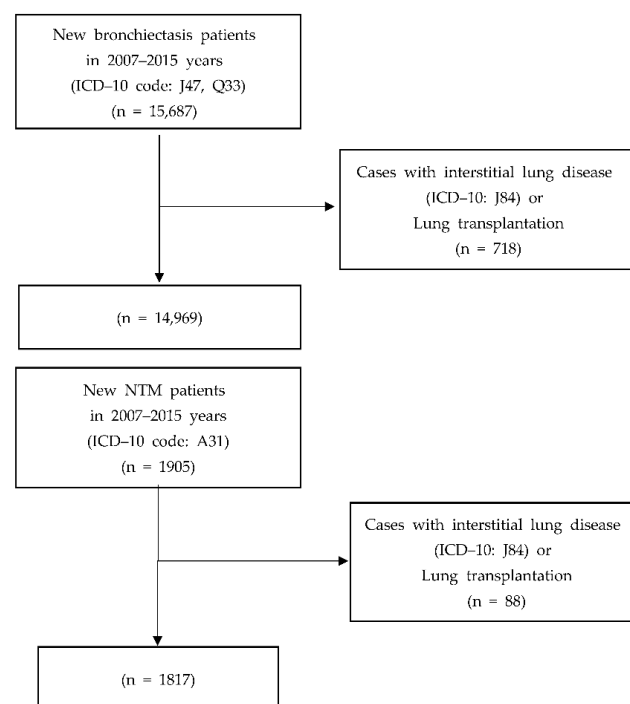 New bronchiectasis patients
in 2007–2015 years
(ICD–10 code: J47, Q33)
(n = 15,687)
Cases with interstitial lung disease
(ICD–10: J84) or
Lung transplantation
(n = 718)
(n = 14,969)
New NTM patients
in 2007–2015 years
(ICD–10 code: A31)
(n = 1905)
Cases with interstitial lung disease
(ICD–10: J84) or
Lung transplantation
(n = 88)
(n = 1817)